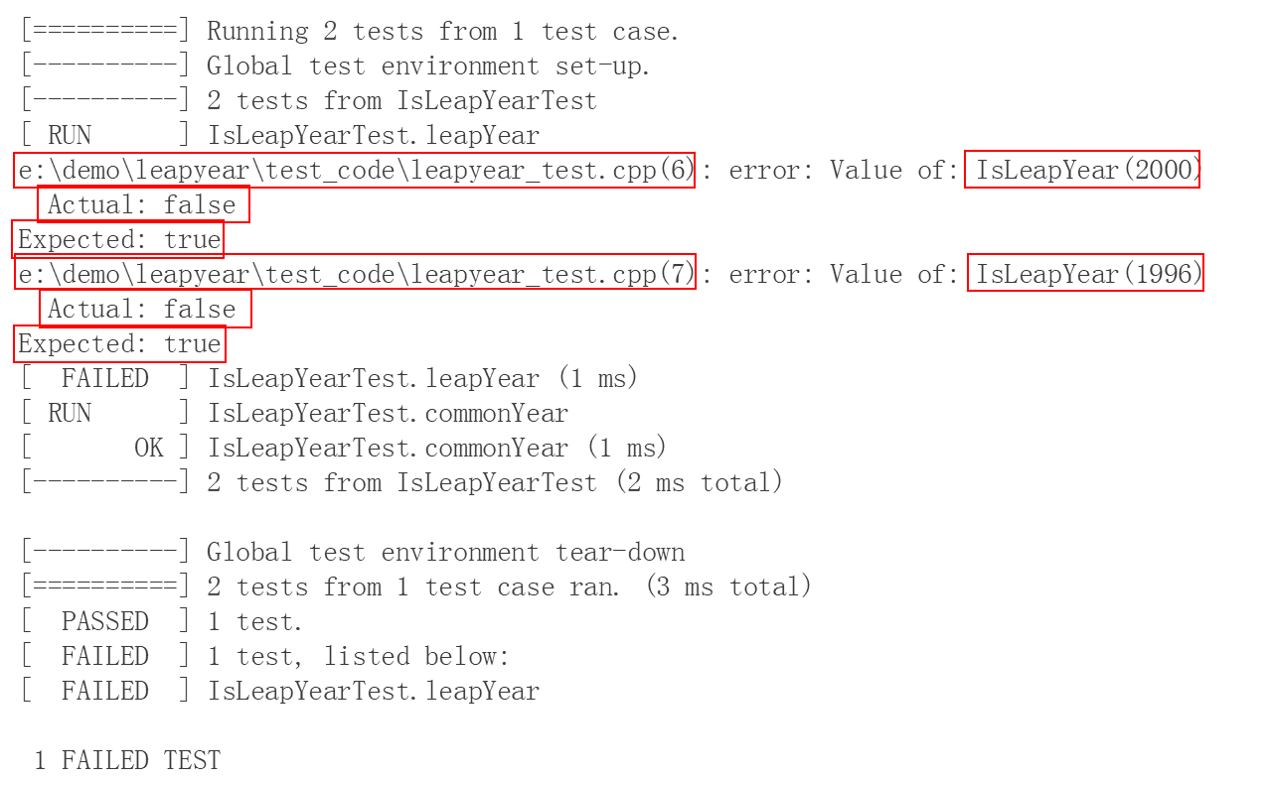 [==========] Running 2 tests from 1 test case.
[----------] Global test environment set-up.
[----------] 2 tests from IsLeapYearTest
[ RUN      ] IsLeapYearTest.leapYear
e:\demo\leapyear\test_code\leapyear_test.cpp(6): error: Value of: IsLeapYear(2000)
  Actual: false
Expected: true
e:\demo\leapyear\test_code\leapyear_test.cpp(7): error: Value of: IsLeapYear(1996)
  Actual: false
Expected: true
[  FAILED  ] IsLeapYearTest.leapYear (1 ms)
[ RUN      ] IsLeapYearTest.commonYear
[       OK ] IsLeapYearTest.commonYear (1 ms)
[----------] 2 tests from IsLeapYearTest (2 ms total)

[----------] Global test environment tear-down
[==========] 2 tests from 1 test case ran. (3 ms total)
[  PASSED  ] 1 test.
[  FAILED  ] 1 test, listed below:
[  FAILED  ] IsLeapYearTest.leapYear

 1 FAILED TEST